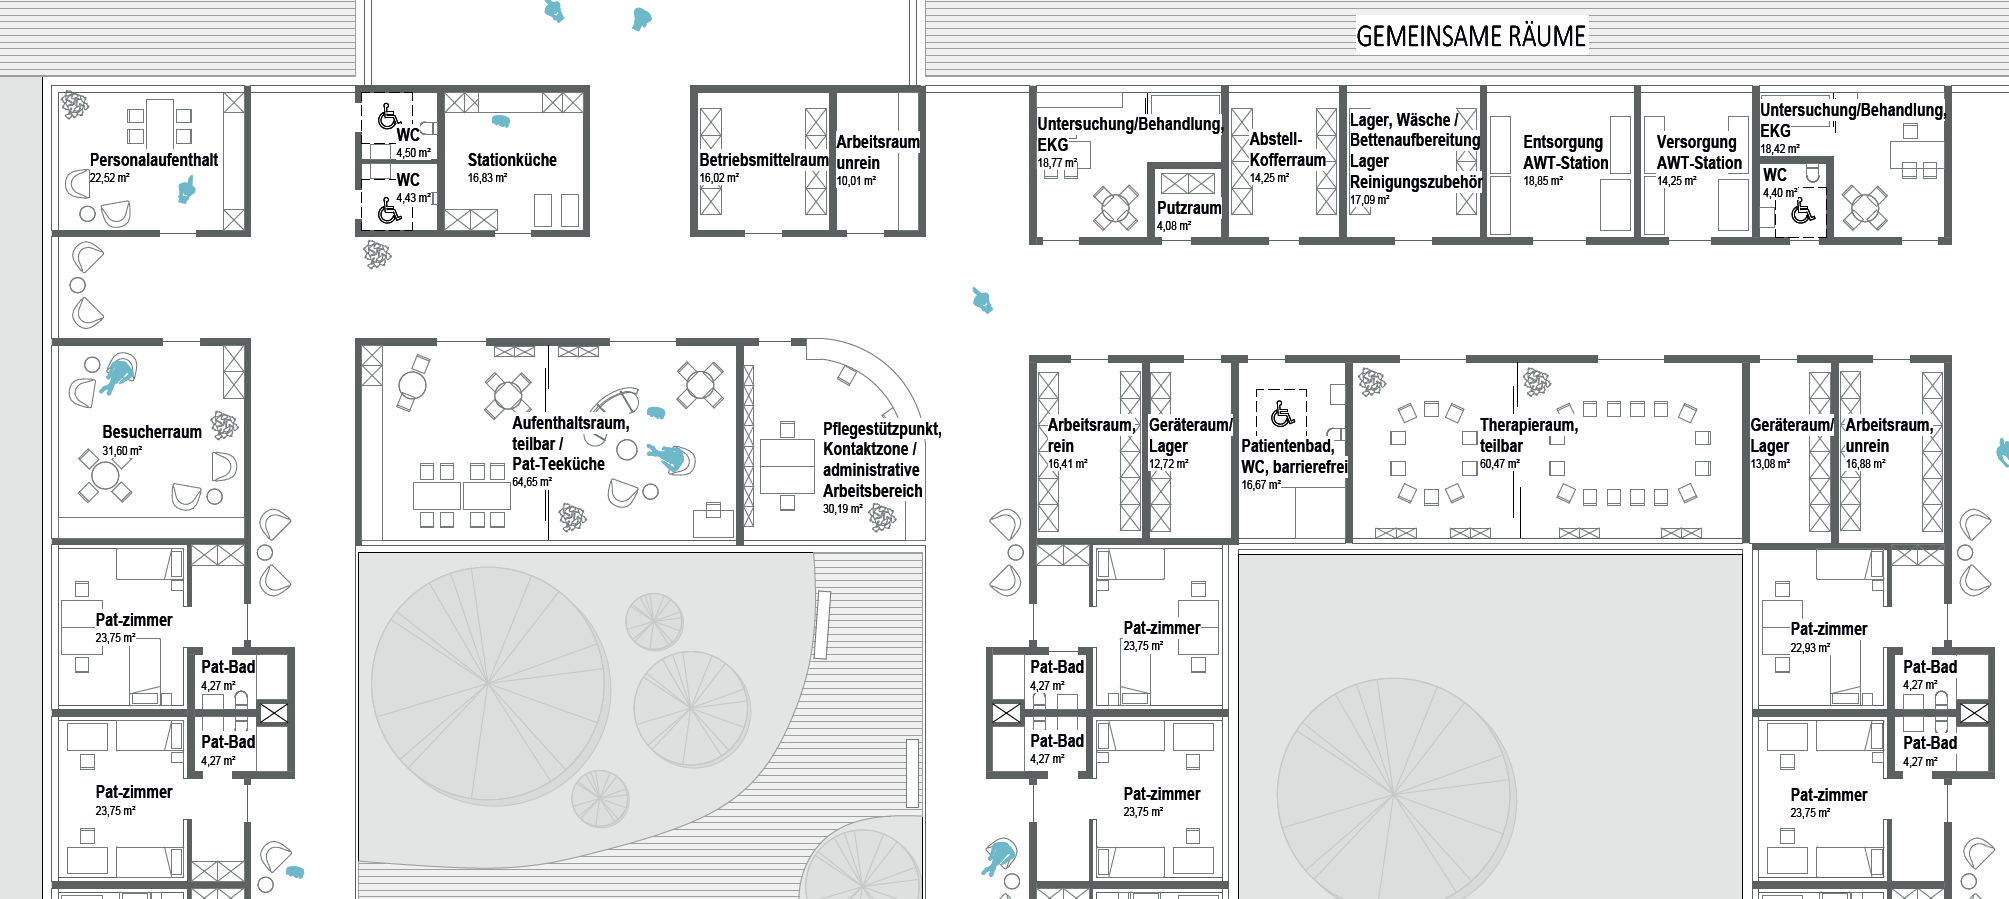 GEMEINSAME RÄUME
Personalaufenthalt
22,52 m²
WC
4,50 m²
WC
4,43 m²
Stationküche
16,83 m²
Betriebsmittelraum
16,02 m²
Arbeitsraum
unrein
10,01 m²
Untersuchung/Behandlung,
EKG
18,77 m²
Putzraum
4,08 m²
Abstell-
Kofferraum
14,25 m²
Lager, Wäsche /
Bettenaufbereitung
Lager
Reinigungszubehör
17,09 m²
Entsorgung
AWT-Station
18,85 m²
Versorgung
AWT-Station
14,25 m²
Untersuchung/Behandlung,
EKG
18,42 m²
WC
4,40 m²
Besucherraum
31,60 m²
Aufenthaltsraum,
teilbar /
Pat-Teeküche
64,65 m²
Pflegestützpunkt,
Kontaktzone /
administrative
Arbeitsbereich
30,19 m²
Arbeitsraum,
rein
16,41 m²
Geräteraum/
Lager
12,72 m²
Patientenbad,
WC, barrierefrei
16,67 m²
Therapieraum,
teilbar
60,47 m²
Geräteraum/
Lager
13,08 m²
Arbeitsraum,
unrein
16,88 m²
Pat-zimmer
23,75 m²
Pat-Bad
4,27 m²
Pat-Bad
4,27 m²
Pat-zimmer
23,75 m²
Pat-zimmer
23,75 m²
Pat-Bad
4,27 m²
Pat-Bad
4,27 m²
Pat-zimmer
23,75 m²
Pat-zimmer
22,93 m²
Pat-Bad
4,27 m²
Pat-Bad
4,27 m²
Pat-zimmer
23,75 m²